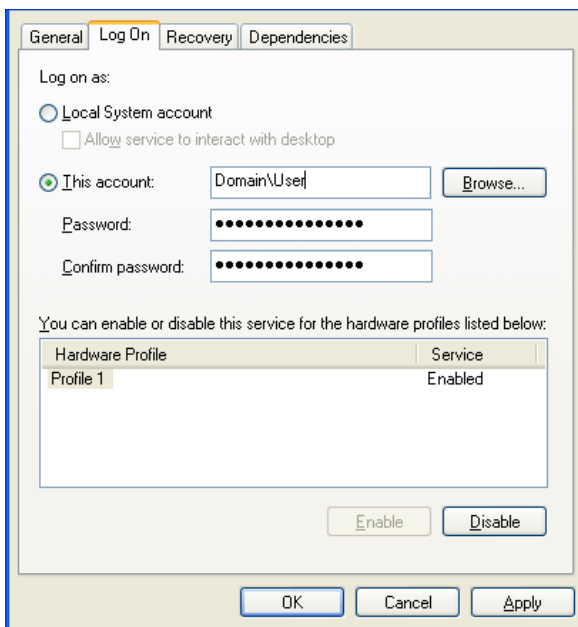 General Log On Recovery Dependencies
Log on as:
Local System account
Allow service to interact with desktop
This account: Domain\User Browse...
Password: •••••••••••••••
Confirm password: •••••••••••••••
You can enable or disable this service for the hardware profiles listed below:
Hardware Profile Service
Profile 1 Enabled
Enable Disable
OK Cancel Apply